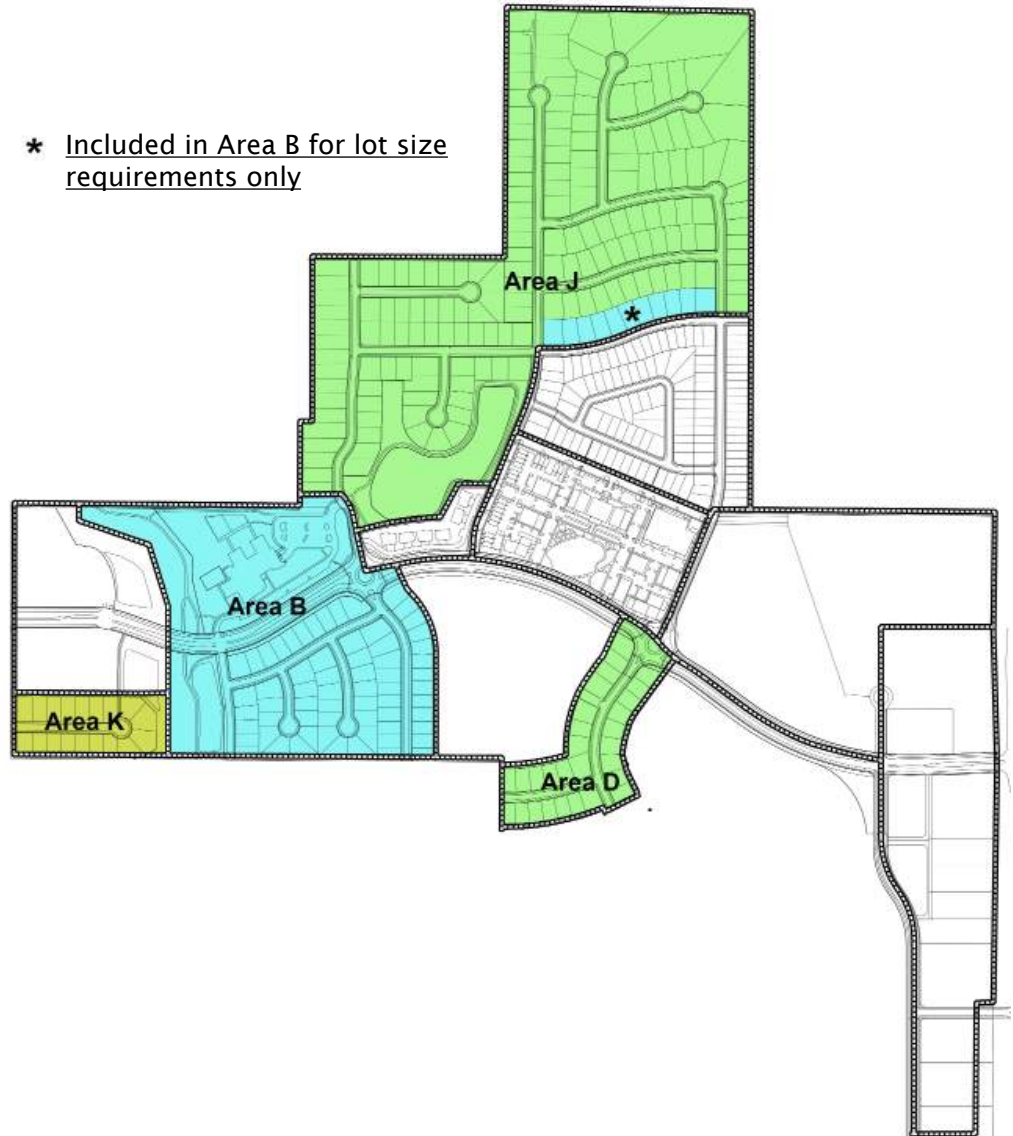 * Included in Area B for lot size
requirements only
Area J
*
Area B
Area K
Area D